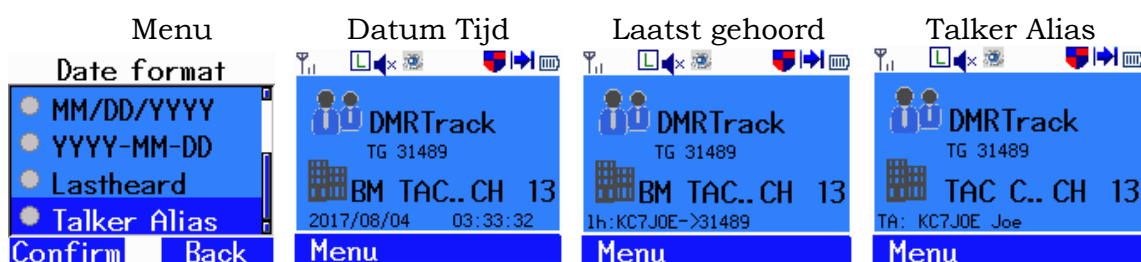 Menu
Date format
MM/DD/YYYY
YYYY-MM-DD
Lastheard
Talker Alias
Confirm Back
Datum Tijd
L
DMRTrack
TG 31489
BM TAC.. CH 13
2017/08/04 03:33:32
Menu
Laatst gehoord
L
DMRTrack
TG 31489
BM TAC.. CH 13
lh:KC7JOE->31489
Menu
Talker Alias
L
DMRTrack
TG 31489
TAC C.. CH 13
TA: KC7JOE Joe
Menu